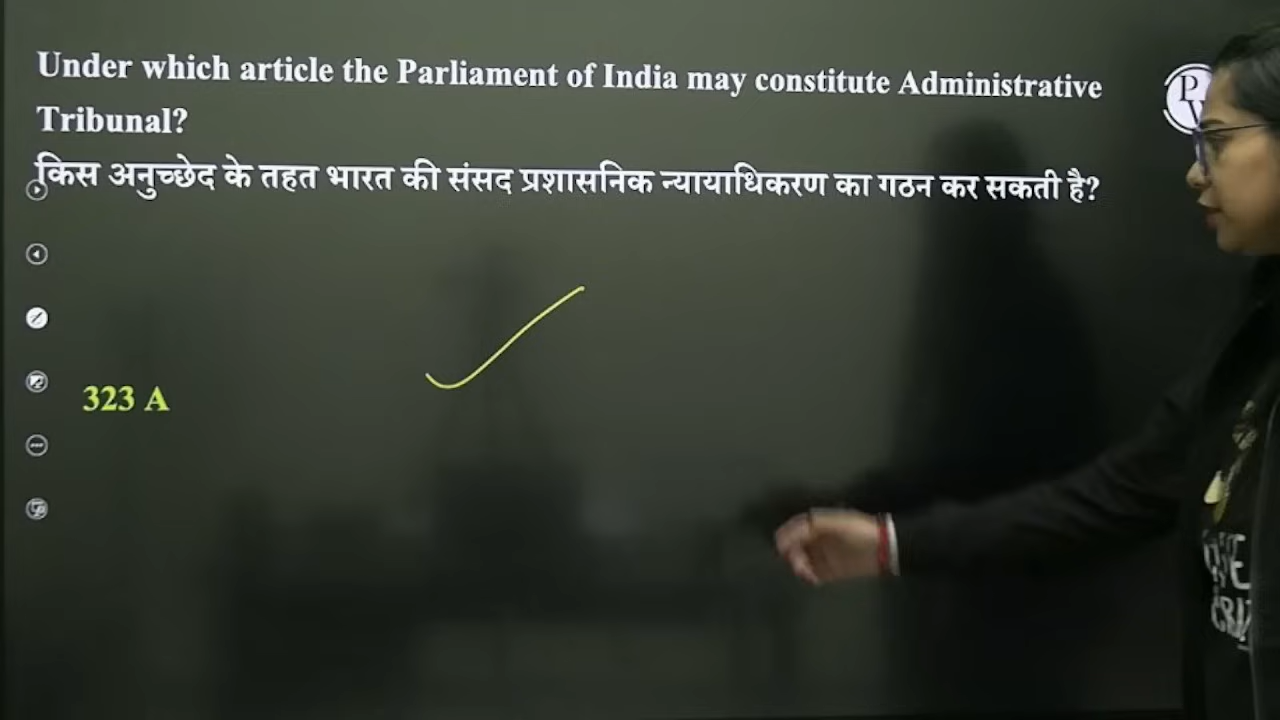 Under which article the Parliament of India may constitute Administrative
Tribunal?
किस अनुच्छेद के तहत भारत की संसद प्रशासनिक न्यायाधिकरण का गठन कर सकती है?
323 A
P
W